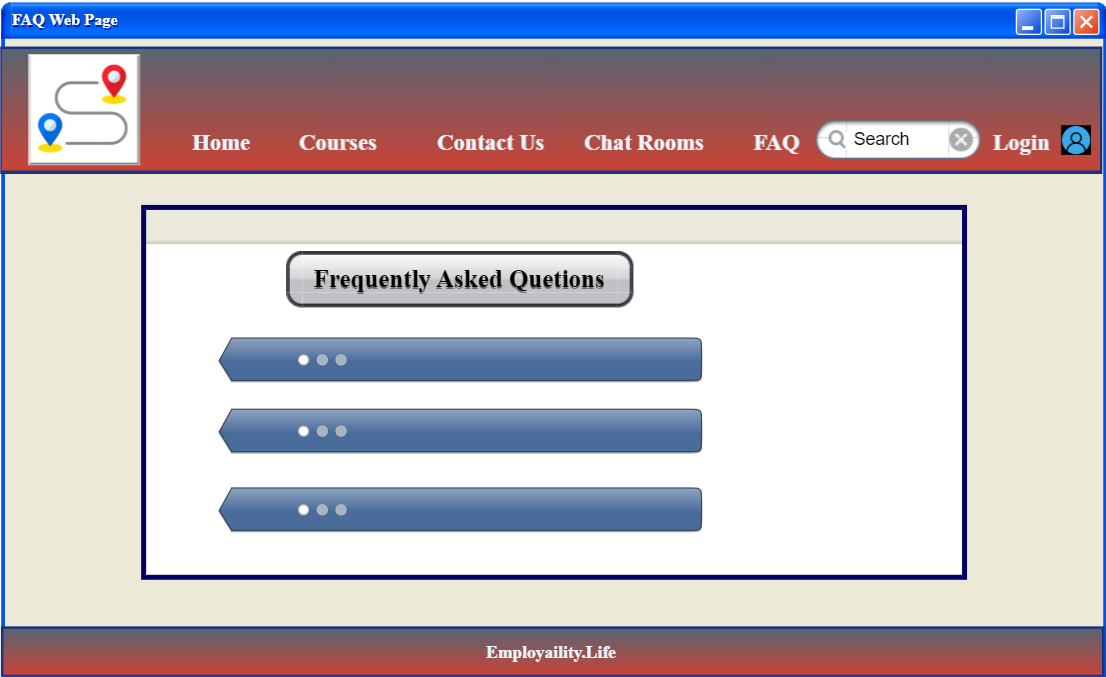 FAQ Web Page
Home Courses Contact Us Chat Rooms FAQ Search Login
Frequently Asked Quetions
Employaility.Life